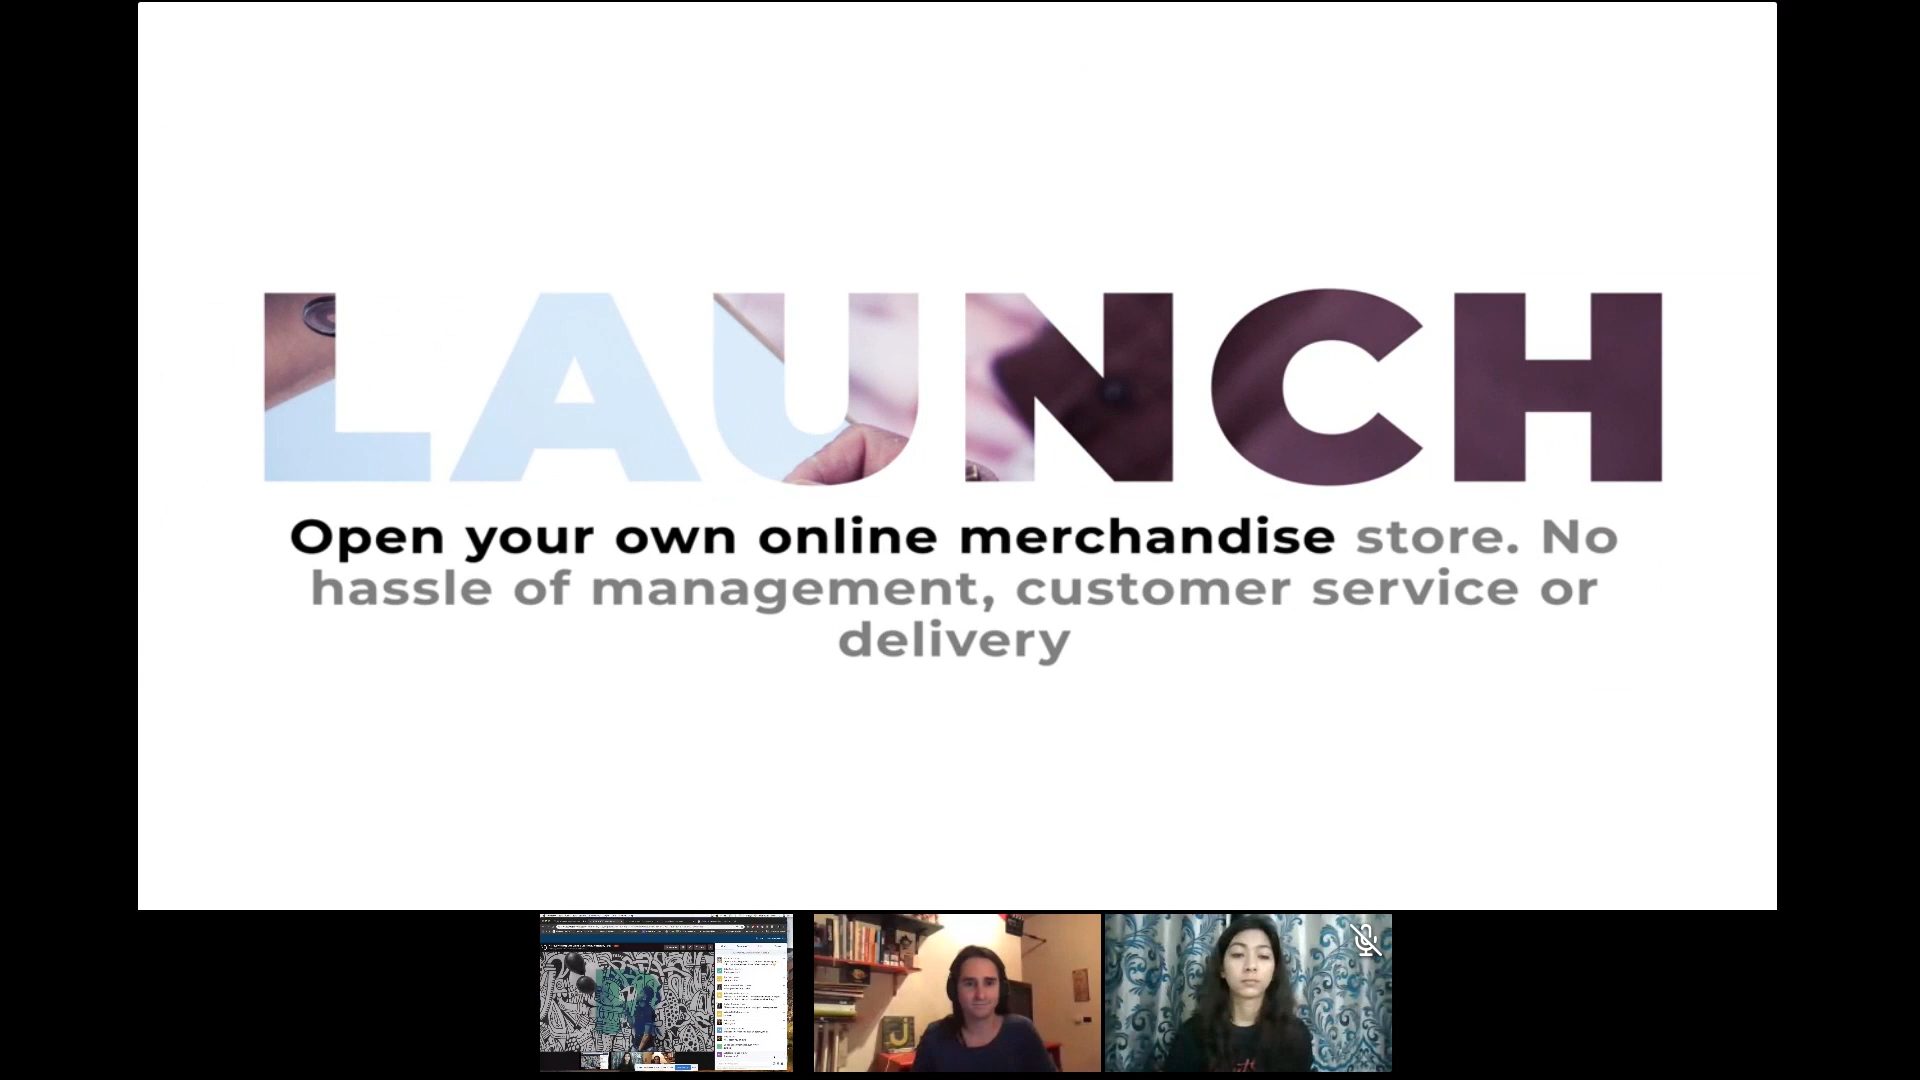 LAUNCH
Open your own online merchandise store. No
hassle of management, customer service or
delivery